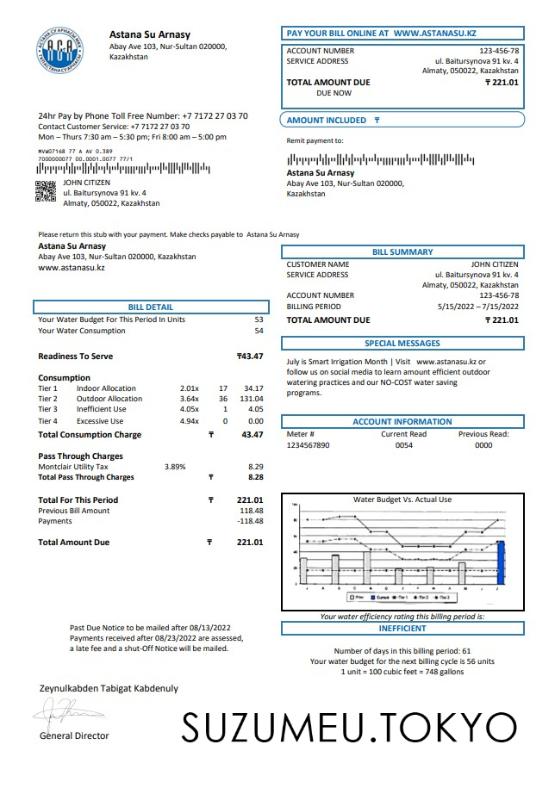 Astana Su Arnasy
Abay Ave 103, Nur-Sultan 020000,
Kazakhstan
PAY YOUR BILL ONLINE AT WWW.ASTANASU.KZ
ACCOUNT NUMBER 123-456-78
SERVICE ADDRESS ul. Baitursynova 91 kv. 4
Almaty, 050022, Kazakhstan
TOTAL AMOUNT DUE ₸ 221.01
DUE NOW
24hr Pay by Phone Toll Free Number: +7 7172 27 03 70
Contact Customer Service: +7 7172 27 03 70
Mon – Thurs 7:30 am – 5:30 pm; Fri 8:00 am – 5:00 pm
AMOUNT INCLUDED ₸
Remit payment to:
Astana Su Arnasy
Abay Ave 103, Nur-Sultan 020000,
Kazakhstan
MVW07168 77 A AV 0.389
7000000077 00.0001.0077 77/1
JOHN CITIZEN
ul. Baitursynova 91 kv. 4
Almaty, 050022, Kazakhstan
Please return this stub with your payment. Make checks payable to Astana Su Arnasy
Astana Su Arnasy
Abay Ave 103, Nur-Sultan 020000, Kazakhstan
www.astanasu.kz
BILL SUMMARY
CUSTOMER NAME JOHN CITIZEN
SERVICE ADDRESS ul. Baitursynova 91 kv. 4
Almaty, 050022, Kazakhstan
ACCOUNT NUMBER 123-456-78
BILLING PERIOD 5/15/2022 – 7/15/2022
TOTAL AMOUNT DUE ₸ 221.01
BILL DETAIL
Your Water Budget For This Period In Units 53
Your Water Consumption 54
Readiness To Serve ₸43.47
Consumption
Tier 1 Indoor Allocation 2.01x 17 34.17
Tier 2 Outdoor Allocation 3.64x 36 131.04
Tier 3 Inefficient Use 4.05x 1 4.05
Tier 4 Excessive Use 4.94x 0 0.00
Total Consumption Charge ₸ 43.47
Pass Through Charges
Montclair Utility Tax 3.89% 8.29
Total Pass Through Charges ₸ 8.28
Total For This Period ₸ 221.01
Previous Bill Amount 118.48
Payments -118.48
Total Amount Due ₸ 221.01
SPECIAL MESSAGES
July is Smart Irrigation Month | Visit www.astanasu.kz or
follow us on social media to learn amount efficient outdoor
watering practices and our NO-COST water saving
programs.
ACCOUNT INFORMATION
Meter # Current Read Previous Read:
1234567890 0054 0000
Water Budget Vs. Actual Use
Your water efficiency rating this billing period is:
INEFFICIENT
Number of days in this billing period: 61
Your water budget for the next billing cycle is 56 units
1 unit = 100 cubic feet = 748 gallons
Past Due Notice to be mailed after 08/13/2022
Payments received after 08/23/2022 are assessed,
a late fee and a shut-Off Notice will be mailed.
Zeynulkabden Tabigat Kabdenuly
General Director
SUZUMEU.TOKYO